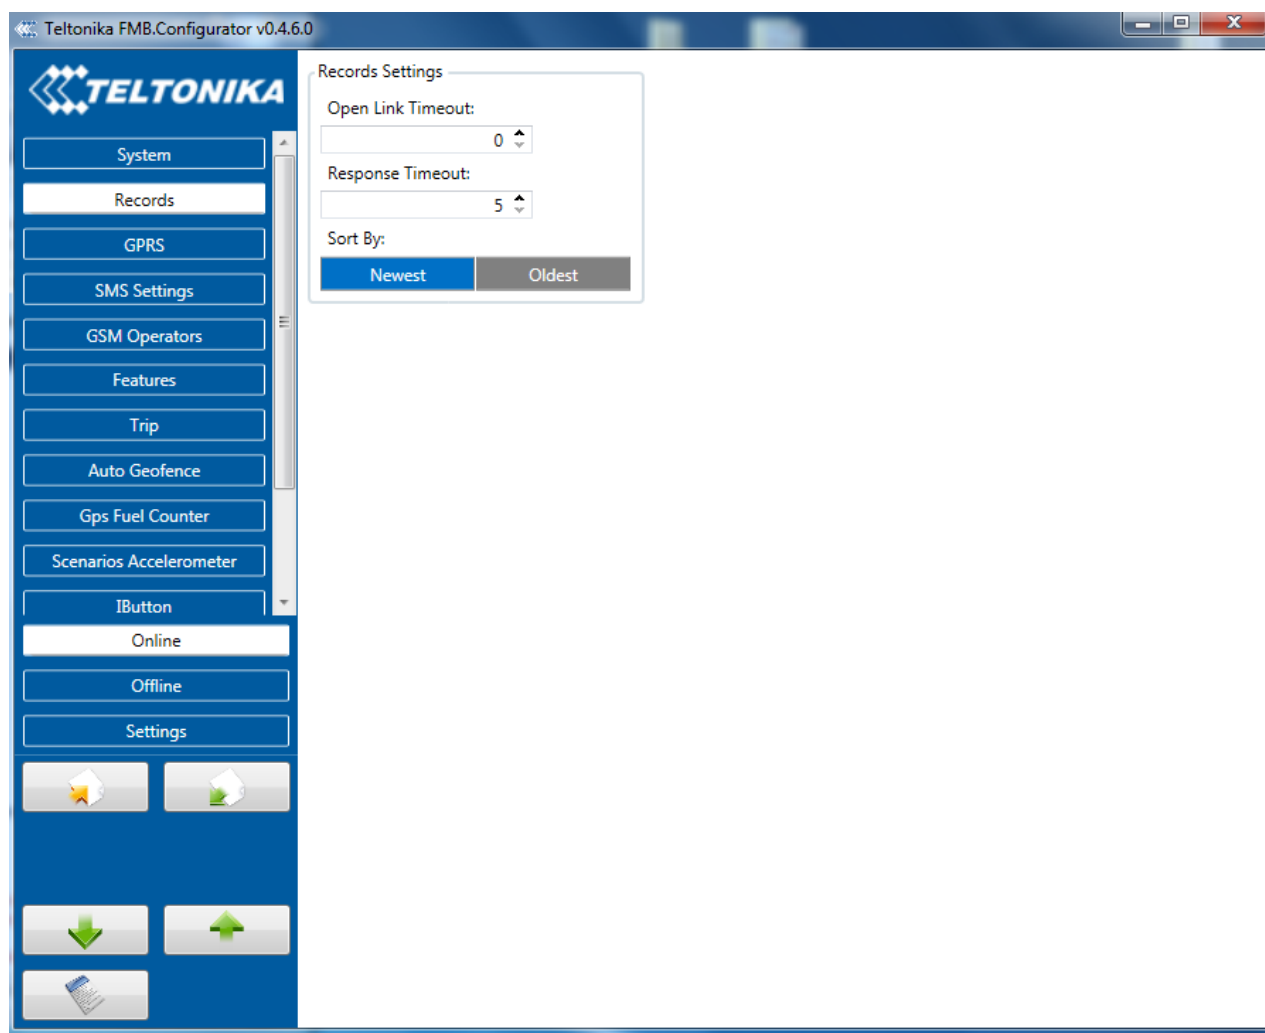 Teltonika FMB.Configurator v0.4.6.0
TELTONIKA
System
Records
GPRS
SMS Settings
GSM Operators
Features
Trip
Auto Geofence
Gps Fuel Counter
Scenarios Accelerometer
IButton
Online
Offline
Settings
Records Settings
Open Link Timeout:
0
Response Timeout:
5
Sort By:
Newest Oldest